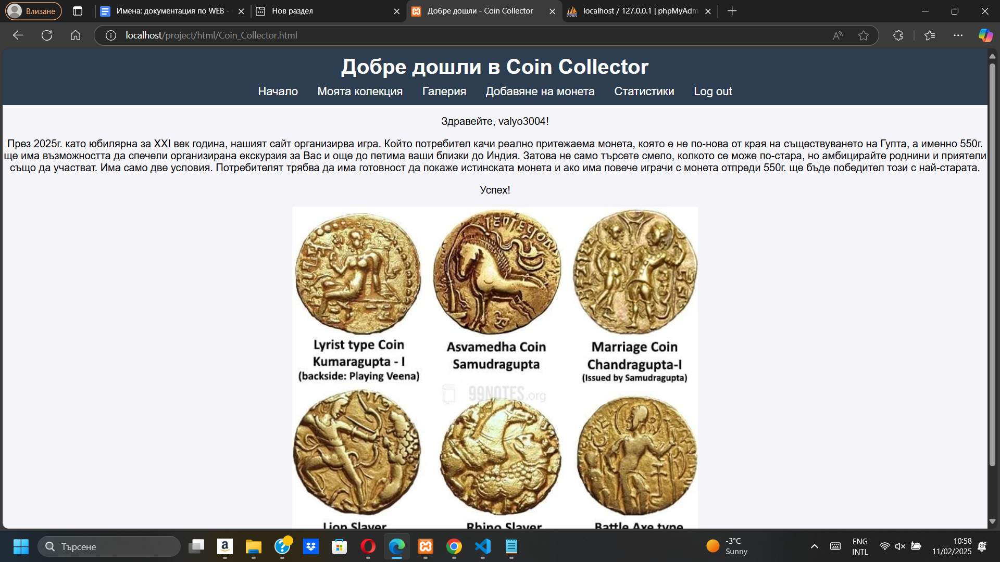 Влизане
Имена: документация по WEB -
Нов раздел
Добре дошли - Coin Collector
localhost / 127.0.0.1 | phpMyAdm
localhost/project/html/Coin_Collector.html
Добре дошли в Coin Collector
Начало Моята колекция Галерия Добавяне на монета Статистики Log out
Здравейте, valyo3004!
През 2025г. като юбилярна за XXI век година, нашият сайт организирва игра. Който потребител качи реално притежаема монета, която е не по-нова от края на съществуването на Гупта, а именно 550г.
ще има възможността да спечели организирана екскурзия за Вас и още до петима ваши близки до Индия. Затова не само търсете смело, колкото се може по-стара, но амбицирайте роднини и приятели
също да участват. Има само две условия. Потребителят трябва да има готовност да покаже истинската монета и ако има повече играчи с монета отпреди 550г. ще бъде победител този с най-старата.
Успех!
Lyrist type Coin
Kumaragupta - I
(backside: Playing Veena)
Asvamedha Coin
Samudragupta
Marriage Coin
Chandragupta-I
(Issued by Samudragupta)
99NOTES.org
Lion Slayer
Rhino Slayer
Battle Axe type
Търсене
-3°C
Sunny
ENG
INTL
10:58
11/02/2025